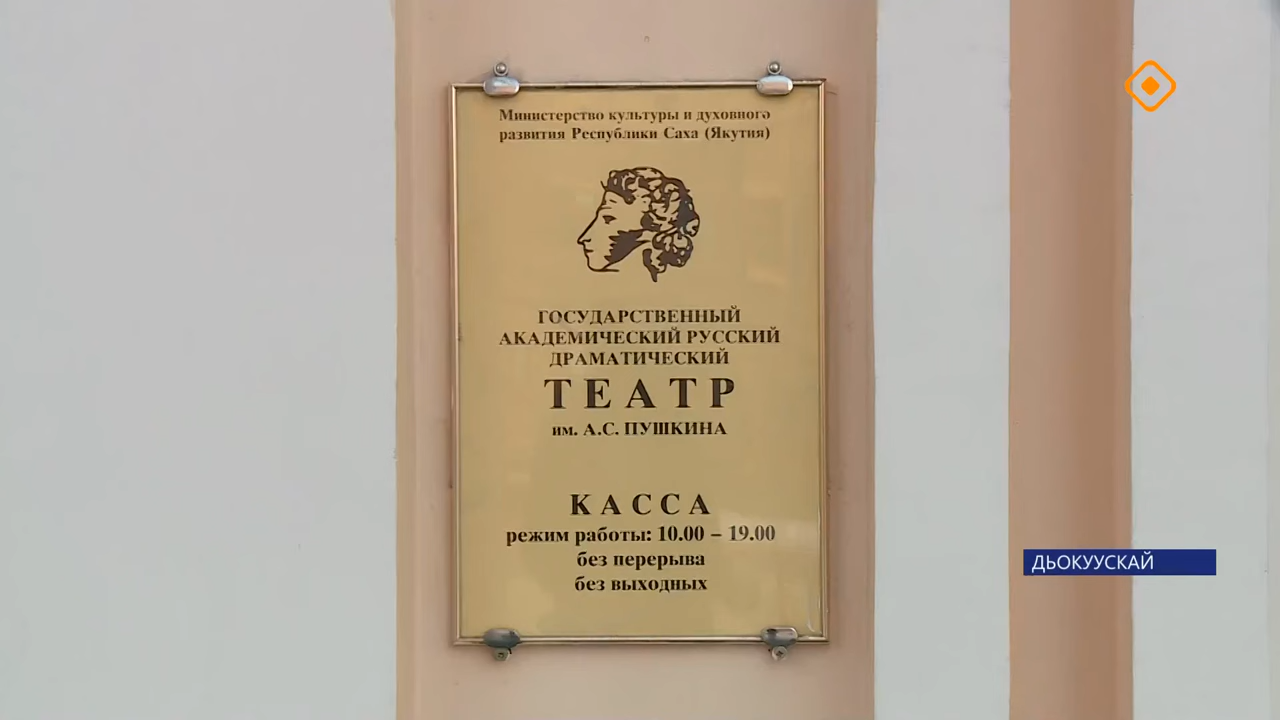 Министерство культуры и духовного
развития Республики Саха (Якутия)
ГОСУДАРСТВЕННЫЙ
АКАДЕМИЧЕСКИЙ РУССКИЙ
ДРАМАТИЧЕСКИЙ
ТЕАТР
им. А.С. ПУШКИНА
КАССА
режим работы: 10.00 – 19.00
без перерыва
без выходных
ДЬОКУУСКАЙ